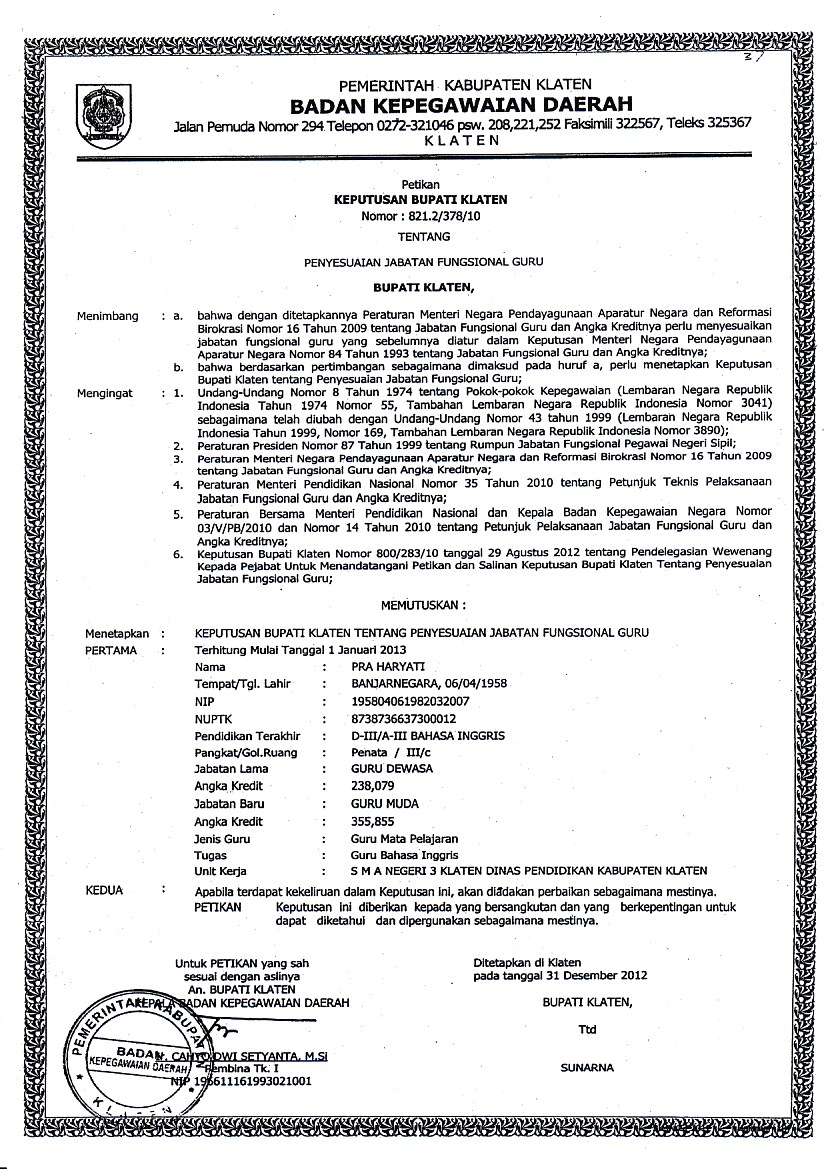 37
PEMERINTAH KABUPATEN KLATEN
BADAN KEPEGAWAIAN DAERAH
Jalan Pemuda Nomor 294 Telepon 0272-321046 psw. 208,221,252 Faksimili 322567, Teleks 325367
K L A T E N
Petikan
KEPUTUSAN BUPATI KLATEN
Nomor : 821.2/378/10
TENTANG
PENYESUAIAN JABATAN FUNGSIONAL GURU
BUPATI KLATEN,
Menimbang : a. bahwa dengan ditetapkannya Peraturan Menteri Negara Pendayagunaan Aparatur Negara dan Reformasi
Birokrasi Nomor 16 Tahun 2009 tentang Jabatan Fungsional Guru dan Angka Kreditnya perlu menyesuaikan
jabatan fungsional guru yang sebelumnya diatur dalam Keputusan Menteri Negara Pendayagunaan
Aparatur Negara Nomor 84 Tahun 1993 tentang Jabatan Fungsional Guru dan Angka Kreditnya;
b. bahwa berdasarkan pertimbangan sebagaimana dimaksud pada huruf a, perlu menetapkan Keputusan
Bupati Klaten tentang Penyesuaian Jabatan Fungsional Guru;
Mengingat : 1. Undang-Undang Nomor 8 Tahun 1974 tentang Pokok-pokok Kepegawaian (Lembaran Negara Republik
Indonesia Tahun 1974 Nomor 55, Tambahan Lembaran Negara Republik Indonesia Nomor 3041)
sebagaimana telah diubah dengan Undang-Undang Nomor 43 tahun 1999 (Lembaran Negara Republik
Indonesia Tahun 1999, Nomor 169, Tambahan Lembaran Negara Republik Indonesia Nomor 3890);
2. Peraturan Presiden Nomor 87 Tahun 1999 tentang Rumpun Jabatan Fungsional Pegawai Negeri Sipil;
3. Peraturan Menteri Negara Pendayagunaan Aparatur Negara dan Reformasi Birokrasi Nomor 16 Tahun 2009
tentang Jabatan Fungsional Guru dan Angka Kreditnya;
4. Peraturan Menteri Pendidikan Nasional Nomor 35 Tahun 2010 tentang Petunjuk Teknis Pelaksanaan
Jabatan Fungsional Guru dan Angka Kreditnya;
5. Peraturan Bersama Menteri Pendidikan Nasional dan Kepala Badan Kepegawaian Negara Nomor
03/V/PB/2010 dan Nomor 14 Tahun 2010 tentang Petunjuk Pelaksanaan Jabatan Fungsional Guru dan
Angka Kreditnya;
6. Keputusan Bupati Klaten Nomor 800/283/10 tanggal 29 Agustus 2012 tentang Pendelegasian Wewenang
Kepada Pejabat Untuk Menandatangani Petikan dan Salinan Keputusan Bupati Klaten Tentang Penyesuaian
Jabatan Fungsional Guru;
MEMUTUSKAN :
Menetapkan : KEPUTUSAN BUPATI KLATEN TENTANG PENYESUAIAN JABATAN FUNGSIONAL GURU
PERTAMA : Terhitung Mulai Tanggal 1 Januari 2013
Nama : PRA HARYATI
Tempat/Tgl. Lahir : BANJARNEGARA, 06/04/1958
NIP : 195804061982032007
NUPTK : 8738736637300012
Pendidikan Terakhir : D-III/A-III BAHASA INGGRIS
Pangkat/Gol.Ruang : Penata / III/c
Jabatan Lama : GURU DEWASA
Angka Kredit : 238,079
Jabatan Baru : GURU MUDA
Angka Kredit : 355,855
Jenis Guru : Guru Mata Pelajaran
Tugas : Guru Bahasa Inggris
Unit Kerja : S M A NEGERI 3 KLATEN DINAS PENDIDIKAN KABUPATEN KLATEN
KEDUA : Apabila terdapat kekeliruan dalam Keputusan ini, akan diadakan perbaikan sebagaimana mestinya.
PETIKAN Keputusan ini diberikan kepada yang bersangkutan dan yang berkepentingan untuk
dapat diketahui dan dipergunakan sebagaimana mestinya.
Untuk PETIKAN yang sah
sesuai dengan aslinya
An. BUPATI KLATEN
KEPALA BADAN KEPEGAWAIAN DAERAH
CAHYO DWI SETYANTA, M.SI
Pembina Tk. I
NIP 196611161993021001
PEMERINTAH KABUPATEN
BADAN
KEPEGAWAIAN DAERAH
KLATEN
Ditetapkan di Klaten
pada tanggal 31 Desember 2012
BUPATI KLATEN,
Ttd
SUNARNA